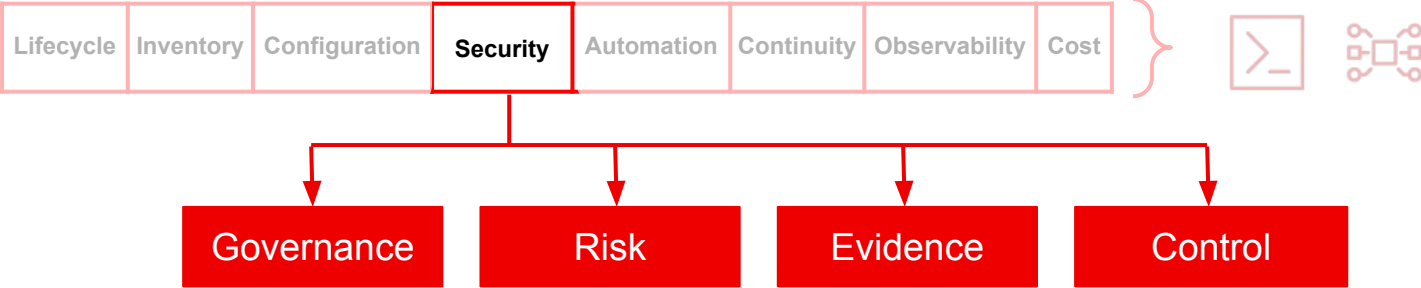 Lifecycle Inventory Configuration Security Automation Continuity Observability Cost
Governance Risk Evidence Control